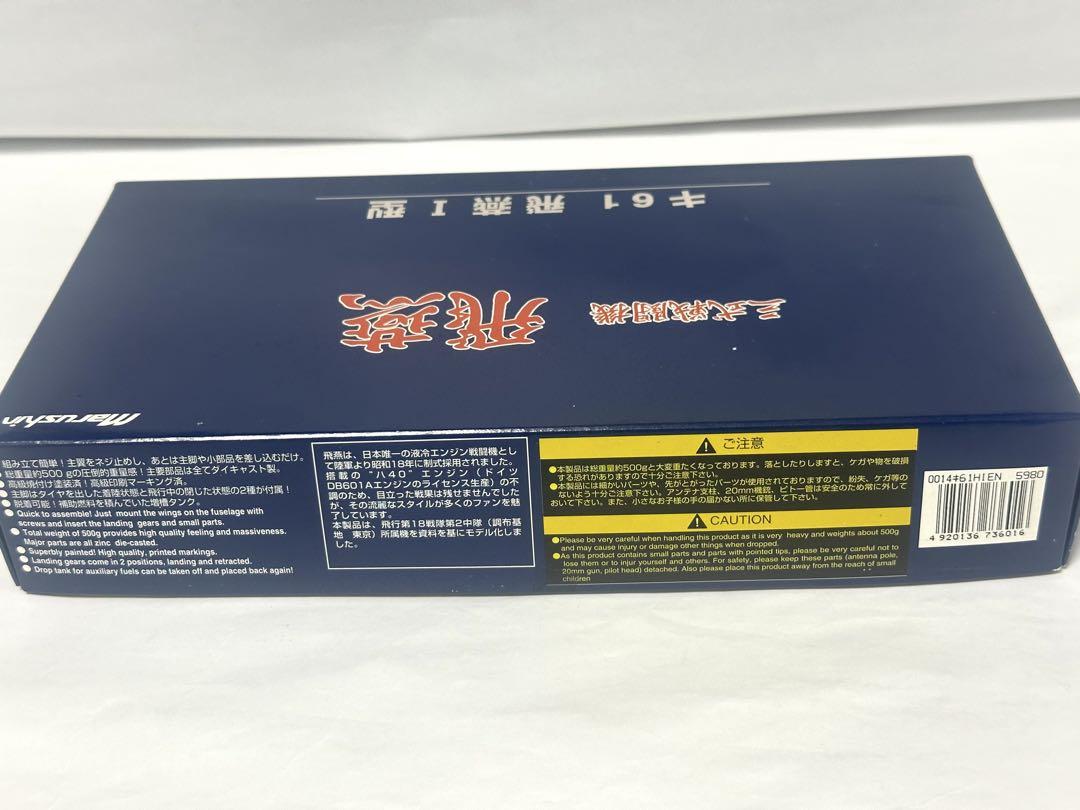 キ61 飛燕Ⅰ型
三式戦闘機
飛燕
Marushin
組み立て簡単！主翼をネジ止めし、あとは主脚や小部品を差し込むだけ。
総重量約500gの圧倒的重量感！主要部品は全てダイキャスト製。
●高級焼付け塗装済！高級印刷マーキング済。
●主脚はタイヤを出した着陸状態と飛行中の閉じた状態の2種が付属！
●脱着可能！補助燃料を積んでいた増槽タンク。
●Quick to assemble! Just mount the wings on the fuselage with
screws and insert the landing gears and small parts.
●Total weight of 500g provides high quality feeling and massiveness.
Major parts are all zinc die-casted.
●Superbly painted! High quality, printed markings.
●Landing gears come in 2 positions, landing and retracted.
●Drop tank for auxiliary fuels can be taken off and placed back again!
飛燕は、日本唯一の液冷エンジン戦闘機とし
て陸軍より昭和18年に制式採用されました。
搭載の“ハ40”エンジン（ドイツ
DB601Aエンジンのライセンス生産）の不
調のため、目立った戦果は残せませんでした
が、その流麗なスタイルが多くのファンを魅
了しています。
本製品は、飛行第18戦隊第2中隊（調布基
地 東京）所属機を資料を基にモデル化しま
した。
ご注意
●本製品は総重量約500gと大変重たくなっております。落としたりしますと、ケガや物を破損
する恐れがありますので十分ご注意下さい。
●本製品には細かいパーツや、先がとがったパーツが使用されておりますので、紛失、ケガ等の
ないよう十分ご注意下さい。アンテナ支柱、20mm機銃、ピトー管は安全のため常に外して
おいて下さい。また、小さなお子様の手の届かない所に保管して下さい。
CAUTION
●Please be very careful when handling this product as it is very heavy and weights about 500g
and may cause injury or damage other things when dropped.
●As this product contains small parts and parts with pointed tips, please be very careful not to
lose them or to injur yourself and others. For safety, please keep these parts (antenna pole,
20mm gun, pilot head) detached. Also please place this product away from the reach of small
children
0014#61HIEN 5980
4 920136 736016